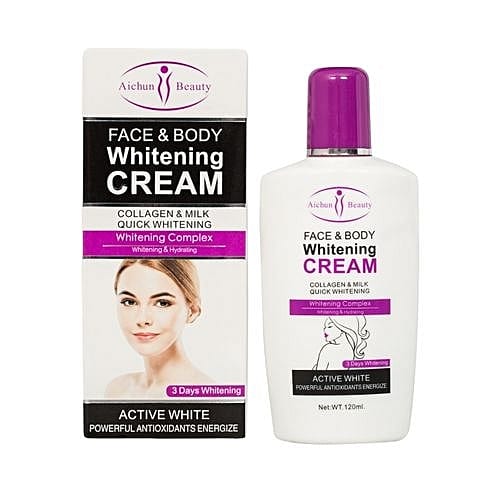 Aichun Beauty
FACE & BODY
Whitening
CREAM
COLLAGEN & MILK
QUICK WHITENING
Whitening Complex
Whitening & Hydrating
3 Days Whitening
ACTIVE WHITE
POWERFUL ANTIOXIDANTS ENERGIZE
Aichun Beauty
FACE & BODY
Whitening
CREAM
COLLAGEN & MILK
QUICK WHITENING
Whitening Complex
Whitening & Hydrating
3 Days Whitening
ACTIVE WHITE
POWERFUL ANTIOXIDANTS ENERGIZE
Net:WT.120ml.